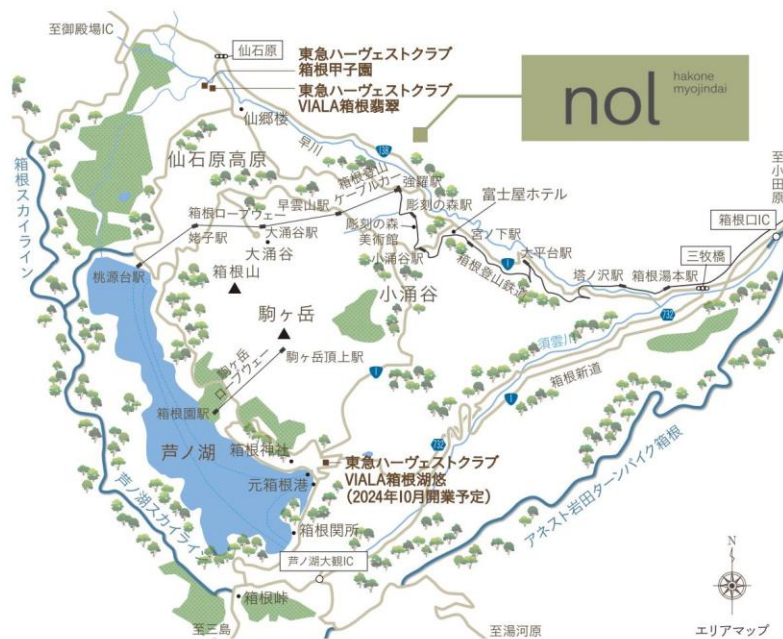 至御殿場IC
仙石原
東急ハーヴェストクラブ
箱根甲子園
東急ハーヴェストクラブ
VIALA箱根翡翠
仙郷楼
nol
hakone
myojindai
早川
138
仙石原高原
箱根スカイライン
至小田原
箱根口IC
箱根登山
ケーブルカー
強羅駅
早雲山駅
彫刻の森駅
富士屋ホテル
箱根ロープウェー
姥子駅
大涌谷駅
大涌谷
彫刻の森
美術館
宮ノ下駅
大平台駅
三枚橋
小涌谷駅
箱根登山鉄道
1
塔ノ沢駅
箱根湯本駅
桃源台駅
箱根山
小涌谷
732
駒ヶ岳
須雲川
駒ヶ岳頂上駅
駒ヶ岳
ロープウェー
1
箱根新道
1
箱根園駅
芦ノ湖
箱根神社
732
東急ハーヴェストクラブ
VIALA箱根湖悠
(2024年10月開業予定)
元箱根港
アネスト岩田ターンパイク箱根
芦ノ湖スカイライン
箱根関所
芦ノ湖大観IC
箱根峠
至三島
至湯河原
N
エリアマップ